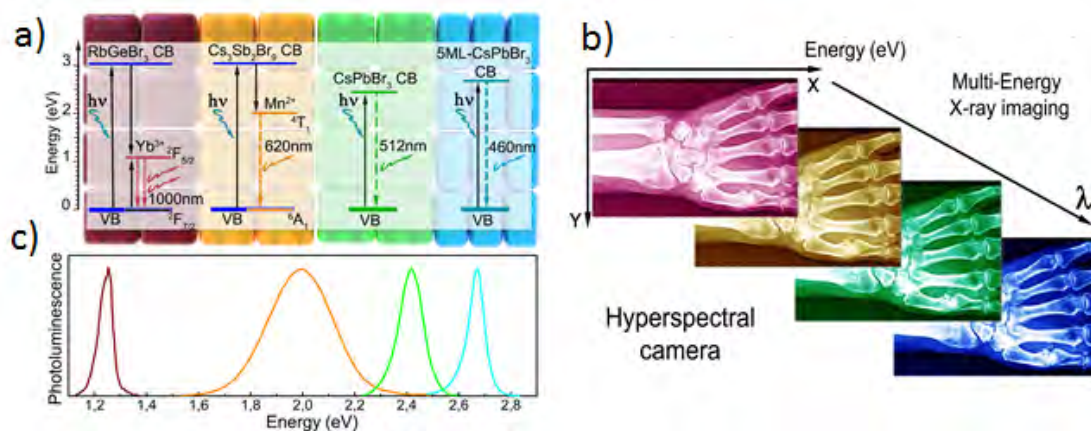 a)
RbGeBr3 CB
Cs3Sb2Br9 CB
CsPbBr3 CB
5ML-CsPbBr3
CB
Energy (eV)
3
2
1
0
hν
hν
hν
hν
Mn2+
4T1
Yb3+ 2F5/2
1000nm
620nm
512nm
460nm
VB
2F7/2
VB
6A1
VB
VB
b)
Energy (eV)
X
Y
λ
Multi-Energy
X-ray imaging
Hyperspectral
camera
c)
Photoluminescence
1,2 1,4 1,6 1,8 2,0 2,2 2,4 2,6 2,8
Energy (eV)